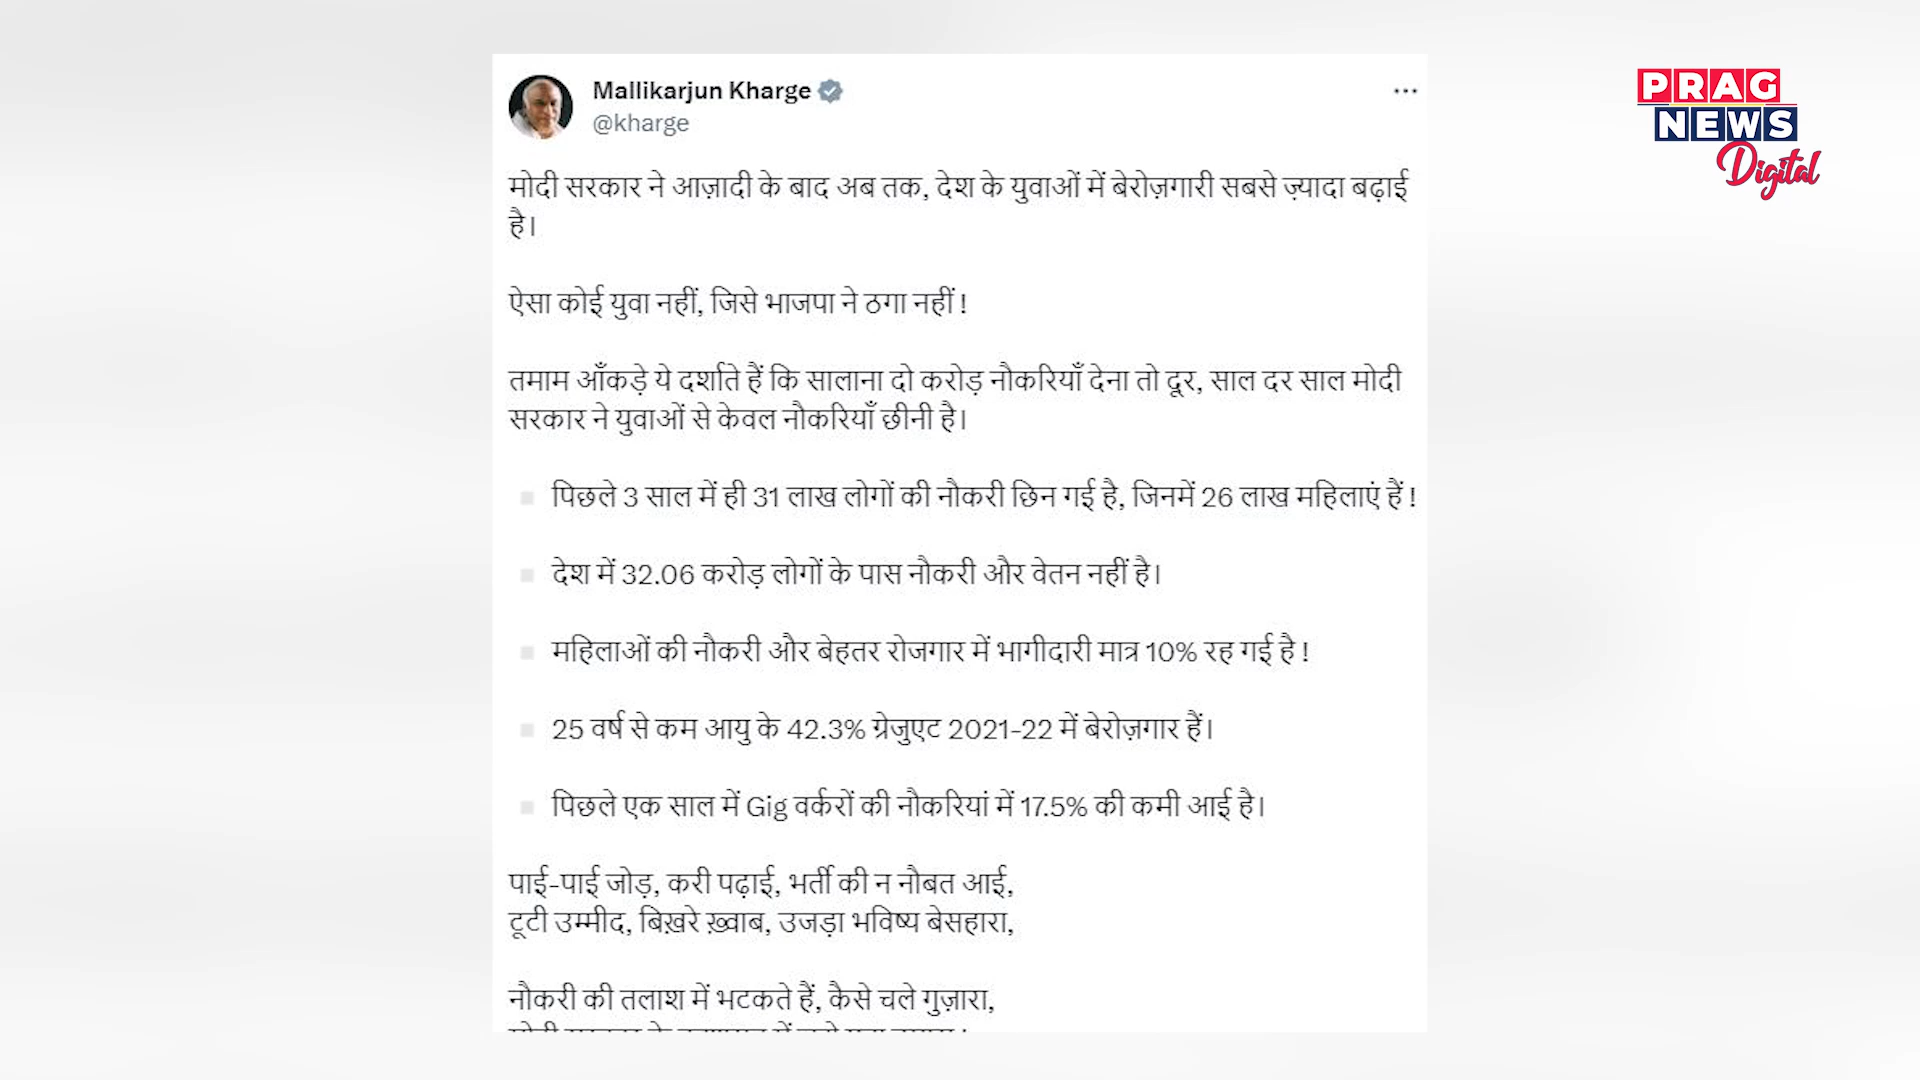 PRAG
NEWS
Digital
Mallikarjun Kharge
@kharge
मोदी सरकार ने आज़ादी के बाद अब तक, देश के युवाओं में बेरोज़गारी सबसे ज़्यादा बढ़ाई
है।
ऐसा कोई युवा नहीं, जिसे भाजपा ने ठगा नहीं !
तमाम आँकड़े ये दर्शाते हैं कि सालाना दो करोड़ नौकरियाँ देना तो दूर, साल दर साल मोदी
सरकार ने युवाओं से केवल नौकरियाँ छीनी है।
पिछले 3 साल में ही 31 लाख लोगों की नौकरी छिन गई है, जिनमें 26 लाख महिलाएं हैं !
देश में 32.06 करोड़ लोगों के पास नौकरी और वेतन नहीं है।
महिलाओं की नौकरी और बेहतर रोजगार में भागीदारी मात्र 10% रह गई है !
25 वर्ष से कम आयु के 42.3% ग्रेजुएट 2021-22 में बेरोज़गार हैं।
पिछले एक साल में Gig वर्करों की नौकरियां में 17.5% की कमी आई है।
पाई-पाई जोड़, करी पढ़ाई, भर्ती की न नौबत आई,
टूटी उम्मीद, बिख़रे ख़्वाब, उजड़ा भविष्य बेसहारा,
नौकरी की तलाश में भटकते हैं, कैसे चले गुज़ारा,